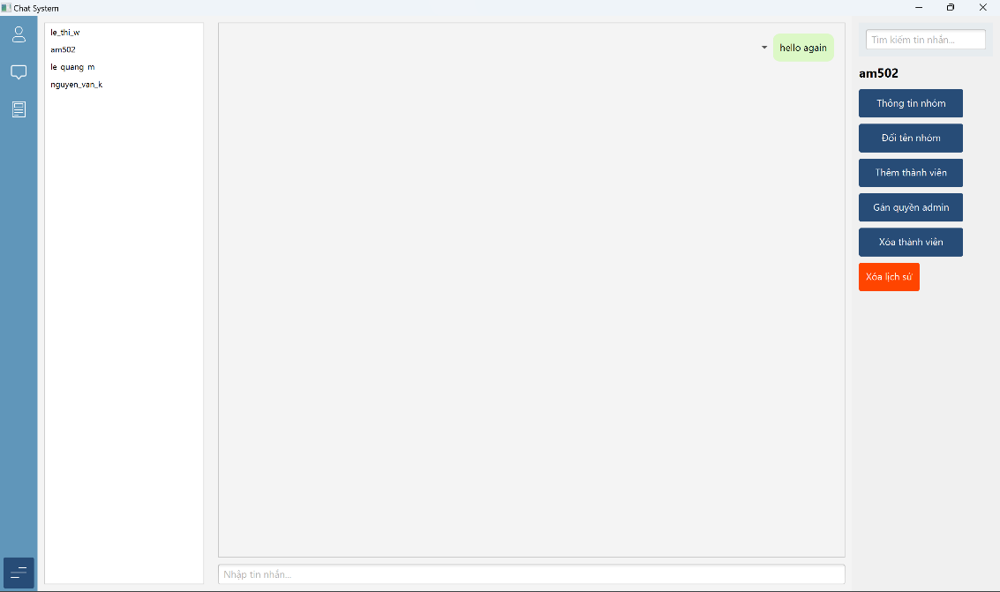 Chat System
le_thi_w
am502
le_quang_m
nguyen_van_k
hello again
Nhập tin nhắn...
Tìm kiếm tin nhắn...
am502
Thông tin nhóm
Đổi tên nhóm
Thêm thành viên
Gán quyền admin
Xóa thành viên
Xóa lịch sử